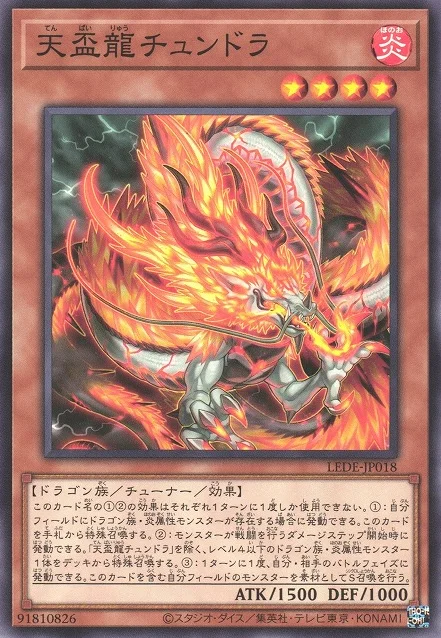 天盃龍チュンドラ
炎
LEDE-JP018
【ドラゴン族／チューナー／効果】
このカード名の①②の効果はそれぞれ１ターンに１度しか使用できない。①：自分
フィールドにドラゴン族・炎属性モンスターが存在する場合に発動できる。このカード
を手札から特殊召喚する。②：モンスターが戦闘を行うダメージステップ開始時に
発動できる。「天盃龍チュンドラ」を除く、レベル４以下のドラゴン族・炎属性モンスター
１体をデッキから特殊召喚する。③：１ターンに１度、自分・相手のバトルフェイズに
発動できる。このカードを含む自分フィールドのモンスターを素材としてＳ召喚を行う。
ATK/1500 DEF/1000
91810826
©スタジオ・ダイス／集英社・テレビ東京・KONAMI